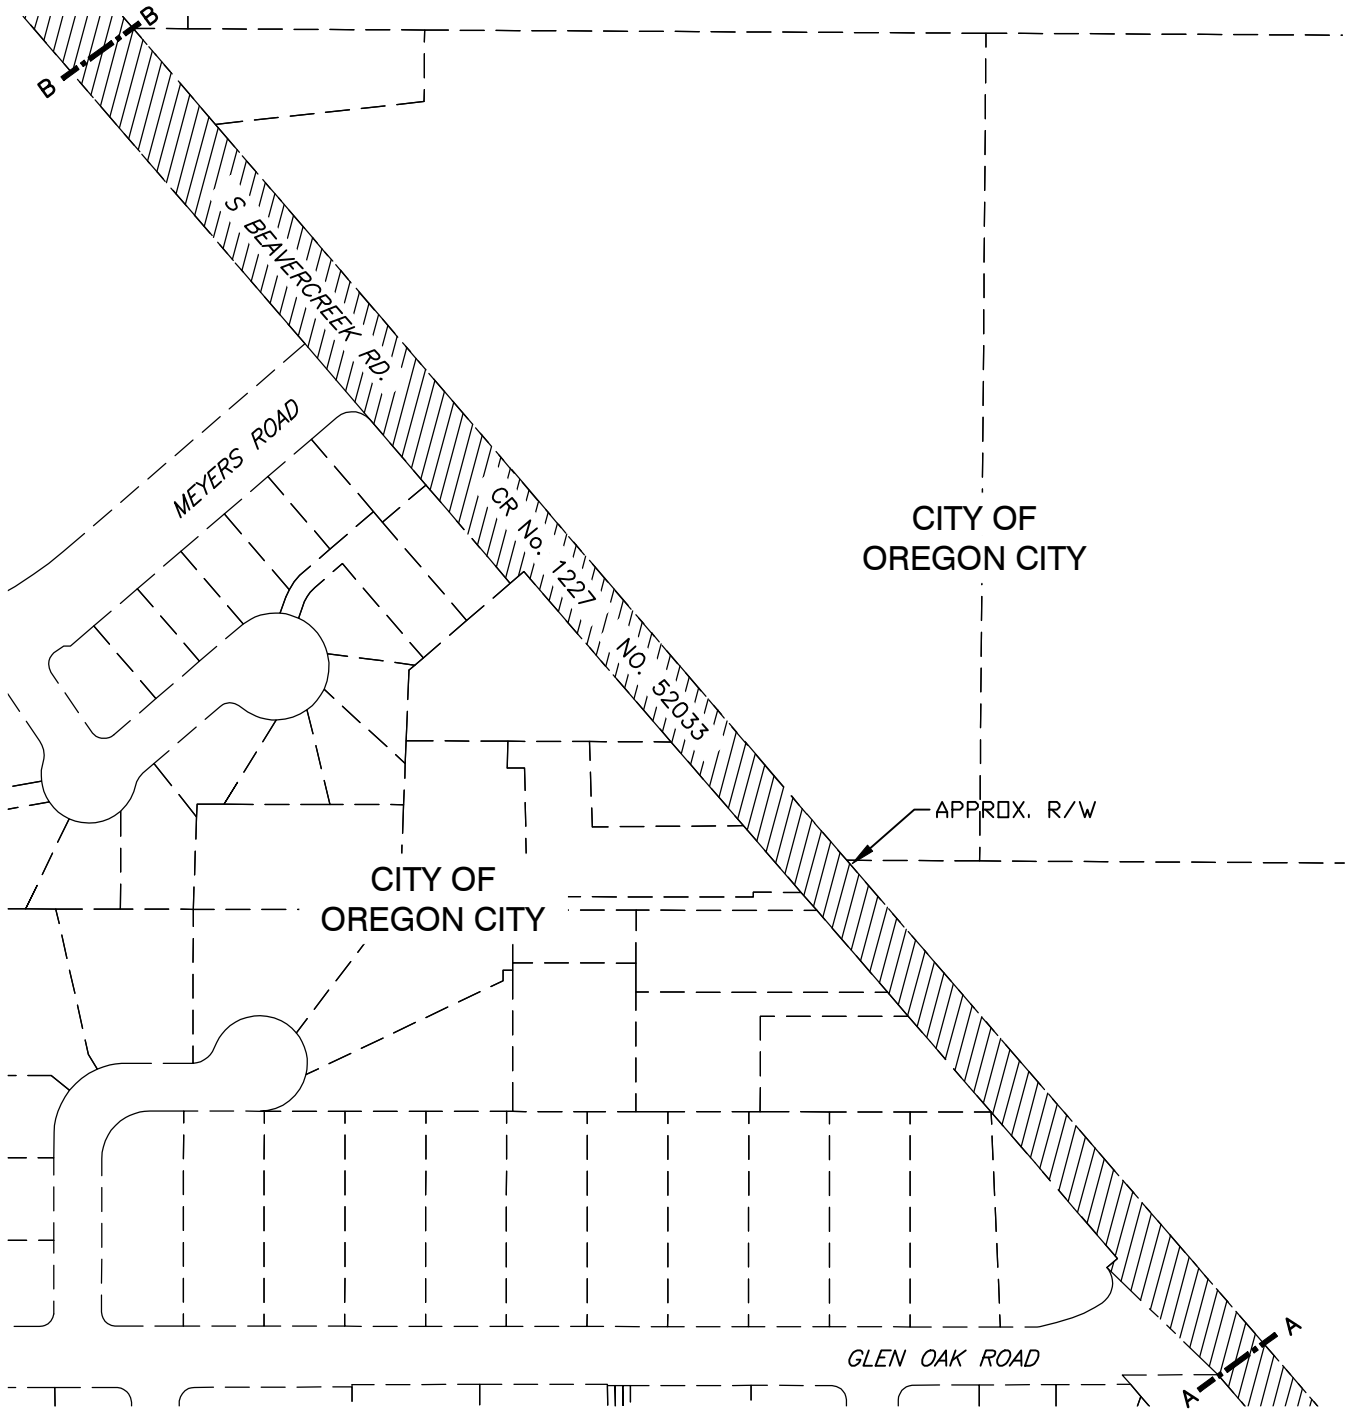 B
B
S BEAVERCREEK RD.
MEYERS ROAD
CR No. 1227
NO. 52033
CITY OF
OREGON CITY
APPROX. R/W
CITY OF
OREGON CITY
GLEN OAK ROAD
A
A